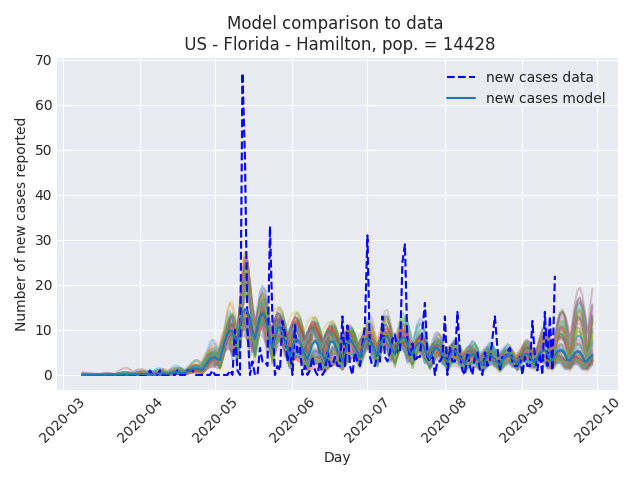 Model comparison to data
US - Florida - Hamilton, pop. = 14428
new cases data
new cases model
Number of new cases reported
70
60
50
40
30
20
10
0
2020-03
2020-04
2020-05
2020-06
2020-07
2020-08
2020-09
2020-10
Day